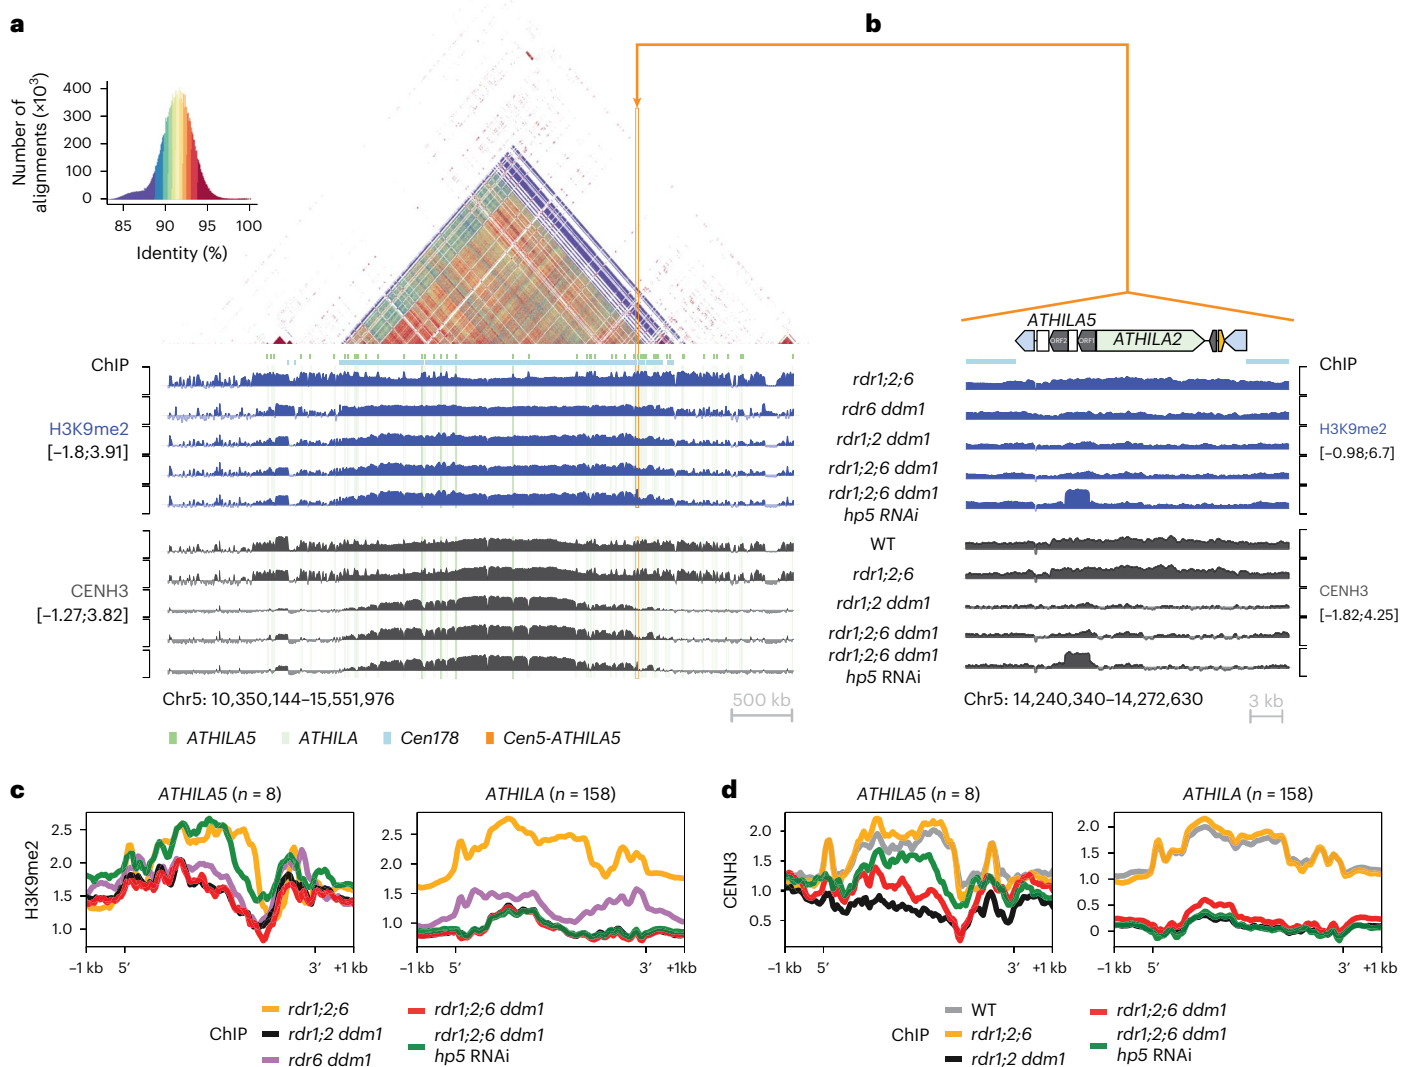 a
b
Number of
alignments (×10³)
400
300
200
100
0
85 90 95 100
Identity (%)
ATHILA5
ORF2 ORF1 ATHILA2
ChIP
ChIP
H3K9me2
[−1.8;3.91]
CENH3
[−1.27;3.82]
rdr1;2;6
rdr6 ddm1
rdr1;2 ddm1
rdr1;2;6 ddm1
rdr1;2;6 ddm1
hp5 RNAi
WT
rdr1;2;6
rdr1;2 ddm1
rdr1;2;6 ddm1
rdr1;2;6 ddm1
hp5 RNAi
H3K9me2
[−0.98;6.7]
CENH3
[−1.82;4.25]
Chr5: 10,350,144–15,551,976
500 kb
Chr5: 14,240,340–14,272,630
3 kb
ATHILA5 ATHILA Cen178 Cen5-ATHILA5
c
ATHILA5 (n = 8)
H3K9me2
2.5
2.0
1.5
1.0
−1 kb 5′ 3′ +1 kb
ATHILA (n = 158)
2.5
2.0
1.5
1.0
−1 kb 5′ 3′ +1kb
ChIP
rdr1;2;6
rdr1;2 ddm1
rdr6 ddm1
rdr1;2;6 ddm1
rdr1;2;6 ddm1
hp5 RNAi
d
ATHILA5 (n = 8)
CENH3
2.0
1.5
1.0
0.5
−1 kb 5′ 3′ +1 kb
ATHILA (n = 158)
2.0
1.5
1.0
0.5
0
−1 kb 5′ 3′ +1 kb
ChIP
WT
rdr1;2;6
rdr1;2 ddm1
rdr1;2;6 ddm1
rdr1;2;6 ddm1
hp5 RNAi